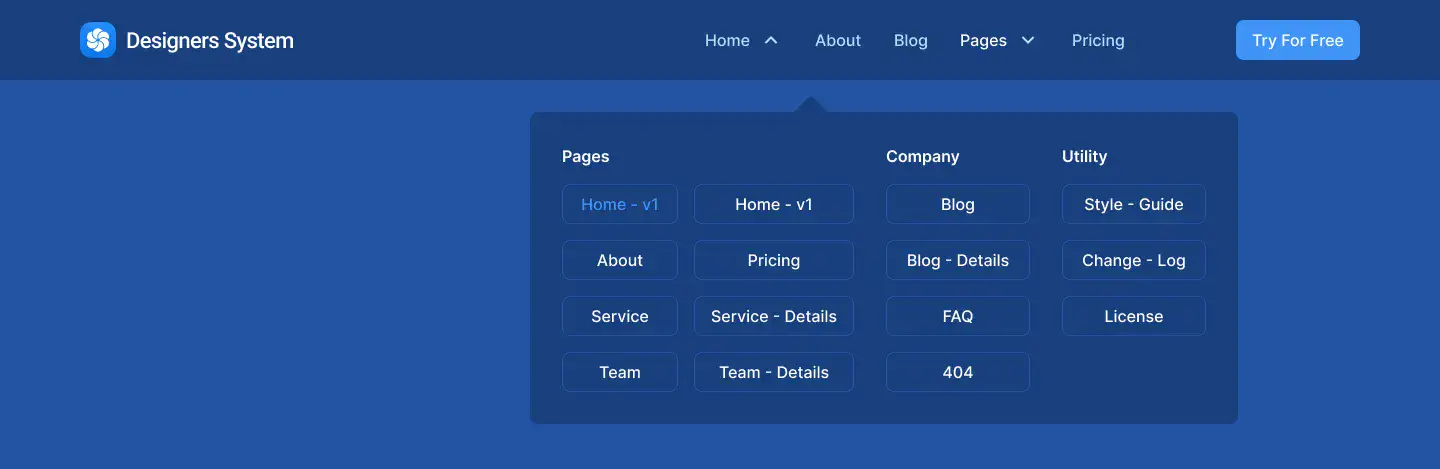 Designers System
Home
About
Blog
Pages
Pricing
Try For Free
Pages
Home - v1
Home - v1
About
Pricing
Service
Service - Details
Team
Team - Details
Company
Blog
Blog - Details
FAQ
404
Utility
Style - Guide
Change - Log
License